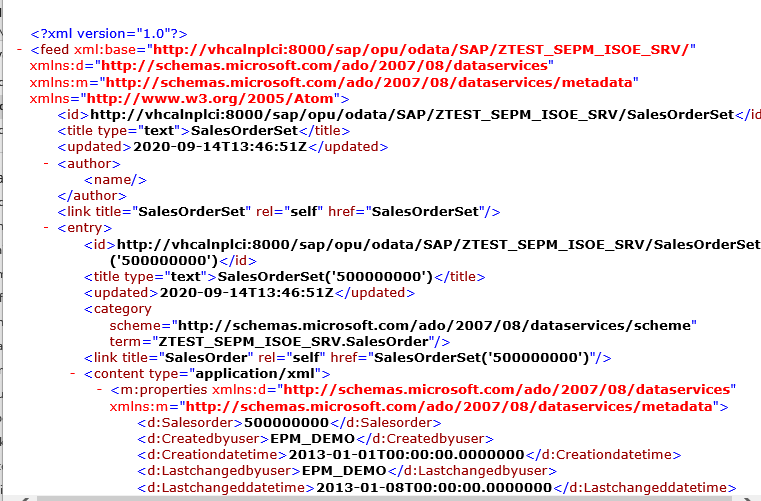 <?xml version="1.0"?>
- <feed xml:base="http://vhcalnplci:8000/sap/opu/odata/SAP/ZTEST_SEPM_ISOE_SRV/"
xmlns:d="http://schemas.microsoft.com/ado/2007/08/dataservices"
xmlns:m="http://schemas.microsoft.com/ado/2007/08/dataservices/metadata"
xmlns="http://www.w3.org/2005/Atom">
<id>http://vhcalnplci:8000/sap/opu/odata/SAP/ZTEST_SEPM_ISOE_SRV/SalesOrderSet</id
<title type="text">SalesOrderSet</title>
<updated>2020-09-14T13:46:51Z</updated>
- <author>
<name/>
</author>
<link title="SalesOrderSet" rel="self" href="SalesOrderSet"/>
- <entry>
<id>http://vhcalnplci:8000/sap/opu/odata/SAP/ZTEST_SEPM_ISOE_SRV/SalesOrderSet
('500000000')</id>
<title type="text">SalesOrderSet('500000000')</title>
<updated>2020-09-14T13:46:51Z</updated>
<category
scheme="http://schemas.microsoft.com/ado/2007/08/dataservices/scheme"
term="ZTEST_SEPM_ISOE_SRV.SalesOrder"/>
<link title="SalesOrder" rel="self" href="SalesOrderSet('500000000')"/>
- <content type="application/xml">
- <m:properties xmlns:d="http://schemas.microsoft.com/ado/2007/08/dataservices"
xmlns:m="http://schemas.microsoft.com/ado/2007/08/dataservices/metadata">
<d:Salesorder>500000000</d:Salesorder>
<d:Createdbyuser>EPM_DEMO</d:Createdbyuser>
<d:Creationdatetime>2013-01-01T00:00:00.0000000</d:Creationdatetime>
<d:Lastchangedbyuser>EPM_DEMO</d:Lastchangedbyuser>
<d:Lastchangeddatetime>2013-01-08T00:00:00.0000000</d:Lastchangeddatetime>